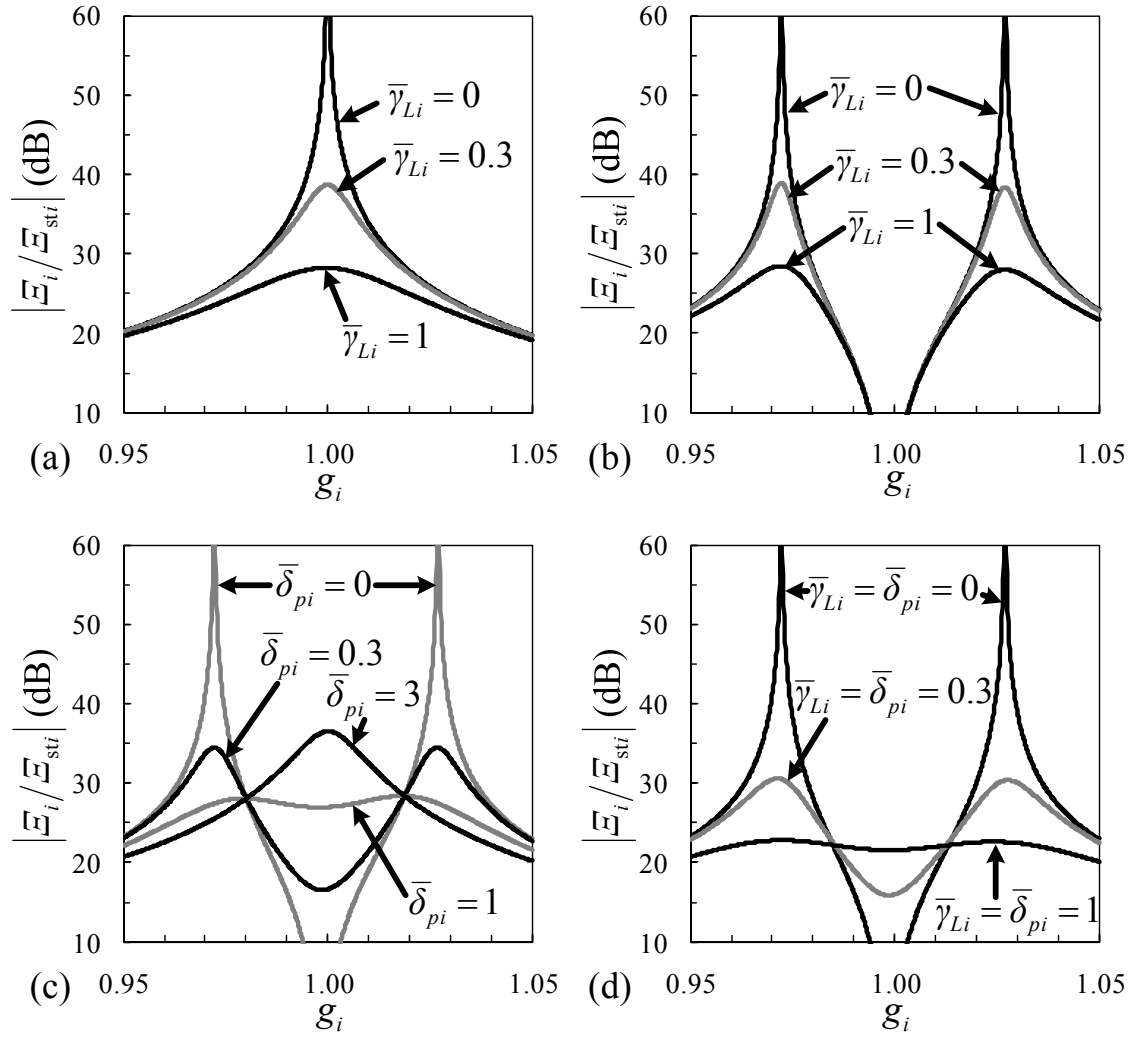 60
50
40
30
20
10
|Ξ_i/Ξ_sti| (dB)
γ̅_Li = 0
γ̅_Li = 0.3
γ̅_Li = 1
(a)
0.95
1.00
1.05
g_i
60
50
40
30
20
10
|Ξ_i/Ξ_sti| (dB)
γ̅_Li = 0
γ̅_Li = 0.3
γ̅_Li = 1
(b)
0.95
1.00
1.05
g_i
60
50
40
30
20
10
|Ξ_i/Ξ_sti| (dB)
δ̅_pi = 0
δ̅_pi = 0.3
δ̅_pi = 3
δ̅_pi = 1
(c)
0.95
1.00
1.05
g_i
60
50
40
30
20
10
|Ξ_i/Ξ_sti| (dB)
γ̅_Li = δ̅_pi = 0
γ̅_Li = δ̅_pi = 0.3
γ̅_Li = δ̅_pi = 1
(d)
0.95
1.00
1.05
g_i